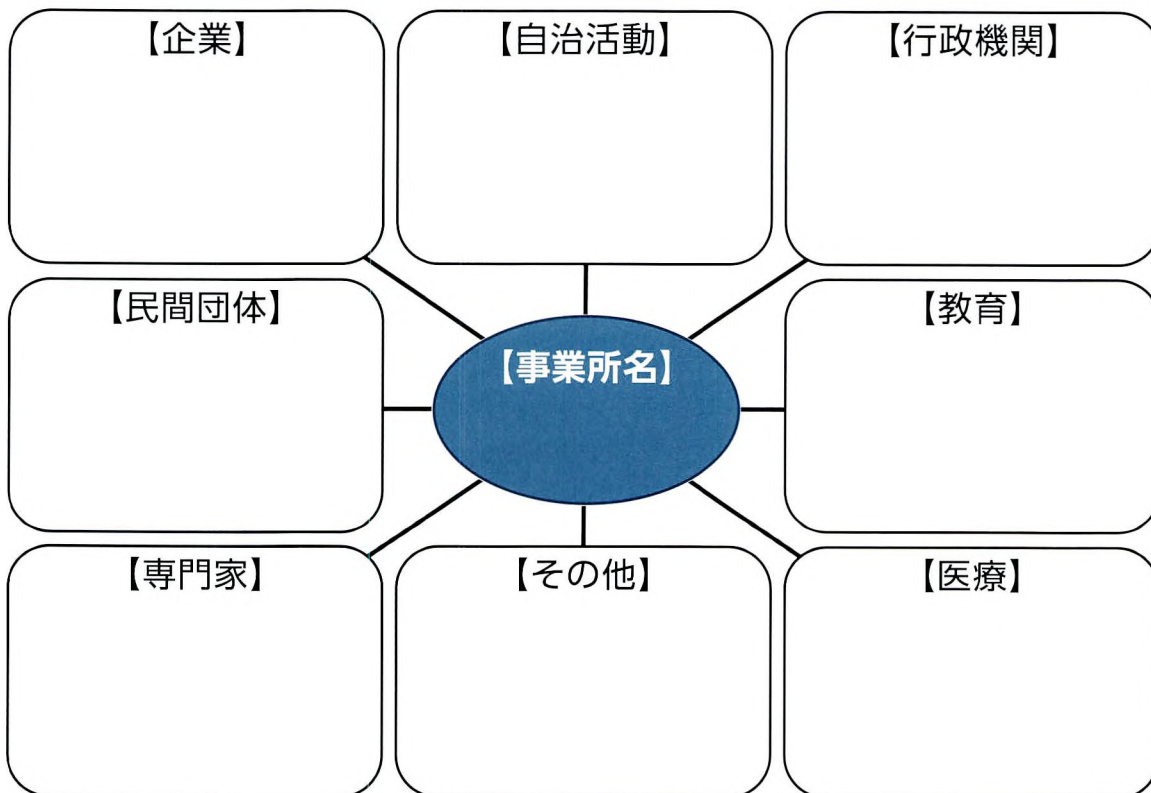 【企業】
【自治活動】
【行政機関】
【民間団体】
【事業所名】
【教育】
【専門家】
【その他】
【医療】